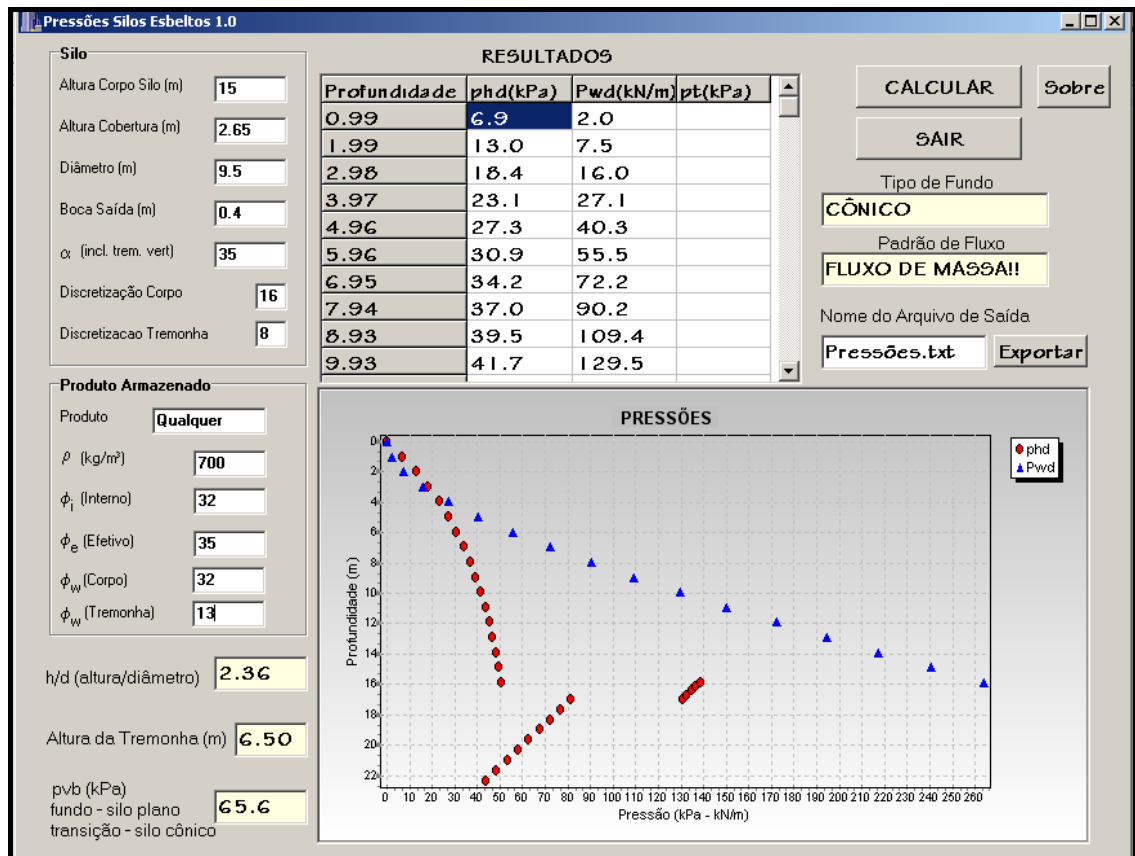 Pressões Silos Esbeltos 1.0
Silo
Altura Corpo Silo (m) 15
Altura Cobertura (m) 2.65
Diâmetro (m) 9.5
Boca Saída (m) 0.4
α (incl. trem. vert) 35
Discretização Corpo 16
Discretizacao Tremonha 8
Produto Armazenado
Produto Qualquer
ρ (kg/m³) 700
ϕi (Interno) 32
ϕe (Efetivo) 35
ϕw (Corpo) 32
ϕw (Tremonha) 13
h/d (altura/diâmetro) 2.36
Altura da Tremonha (m) 6.50
pvb (kPa)
fundo - silo plano 65.6
transição - silo cônico
RESULTADOS
Profundidade phd(kPa) Pwd(kN/m) pt(kPa)
0.99 6.9 2.0
1.99 13.0 7.5
2.98 18.4 16.0
3.97 23.1 27.1
4.96 27.3 40.3
5.96 30.9 55.5
6.95 34.2 72.2
7.94 37.0 90.2
8.93 39.5 109.4
9.93 41.7 129.5
CALCULAR Sobre
SAIR
Tipo de Fundo
CÔNICO
Padrão de Fluxo
FLUXO DE MASSA!!
Nome do Arquivo de Saída
Pressões.txt Exportar
PRESSÕES
phd
Pwd
Profundidade (m)
0
2
4
6
8
10
12
14
16
18
20
22
0 10 20 30 40 50 60 70 80 90 100 110 120 130 140 150 160 170 180 190 200 210 220 230 240 250 260
Pressão (kPa - kN/m)